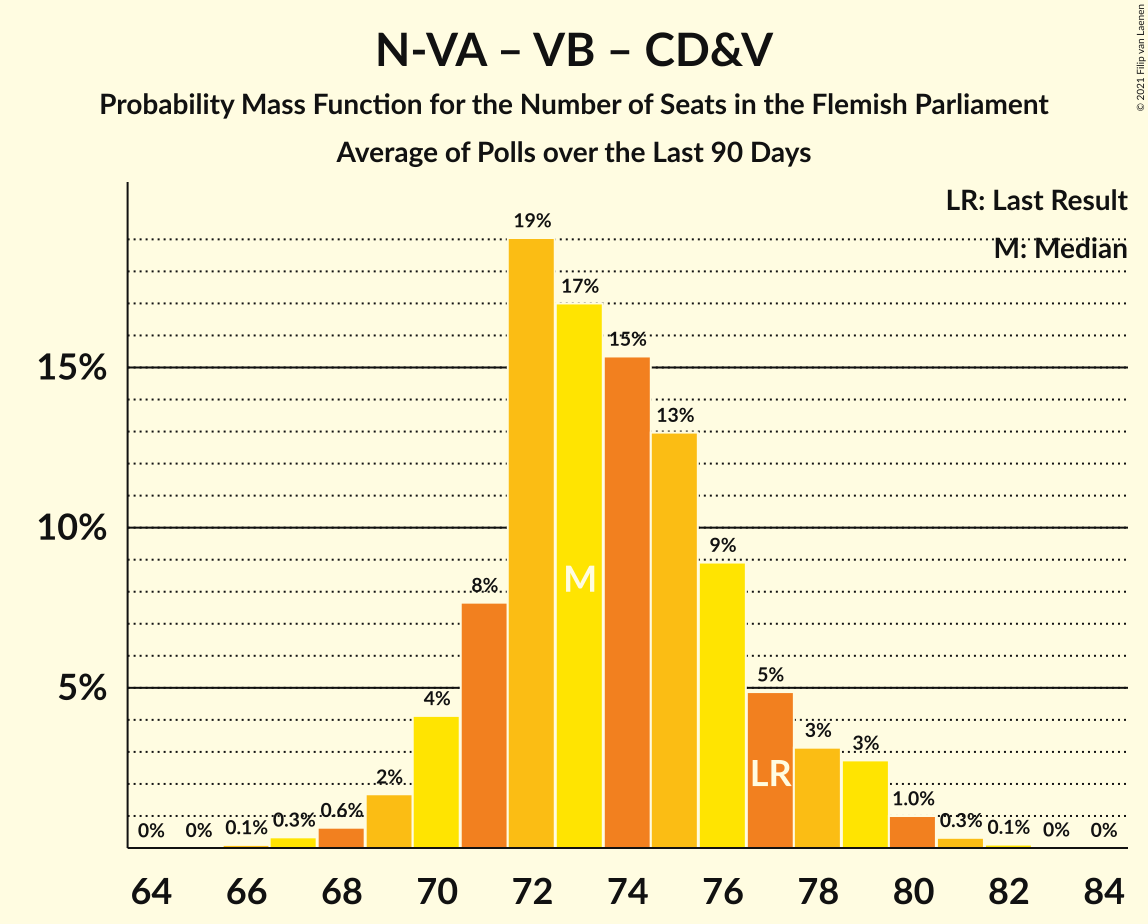 N-VA – VB – CD&V
Probability Mass Function for the Number of Seats in the Flemish Parliament
Average of Polls over the Last 90 Days
© 2021 Filip van Laenen
LR: Last Result
M: Median
15%
10%
5%
0% 0% 0.1% 0.3% 0.6% 2% 4% 8% 19% 17% 15% 13% 9% 5% 3% 3% 1.0% 0.3% 0.1% 0% 0%
M
LR
64 66 68 70 72 74 76 78 80 82 84